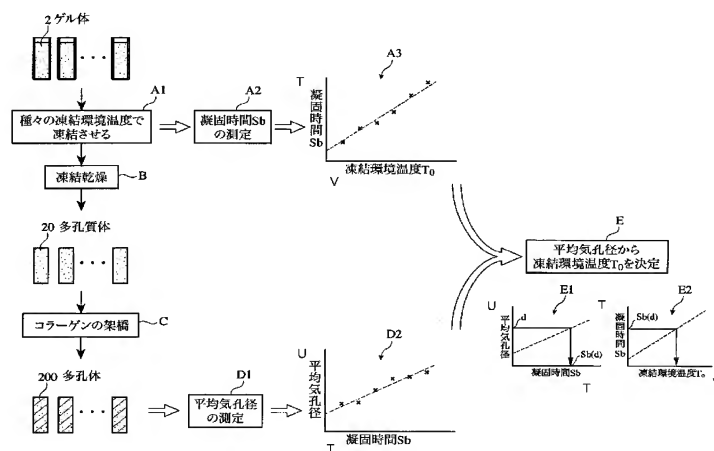 2 ゲル体
A1
種々の凍結環境温度で
凍結させる
A2
凝固時間Sb
の測定
A3
T
凝固時間Sb
凍結環境温度T₀
V
B
凍結乾燥
20 多孔質体
コラーゲンの架橋
C
200 多孔体
D1
平均気孔径
の測定
D2
U
平均気孔径
凝固時間Sb
T
E
平均気孔径から
凍結環境温度T₀を決定
E1
U
平均気孔径
d
Sb(d)
凝固時間Sb
T
E2
T
凝固時間Sb
Sb(d)
凍結環境温度T₀